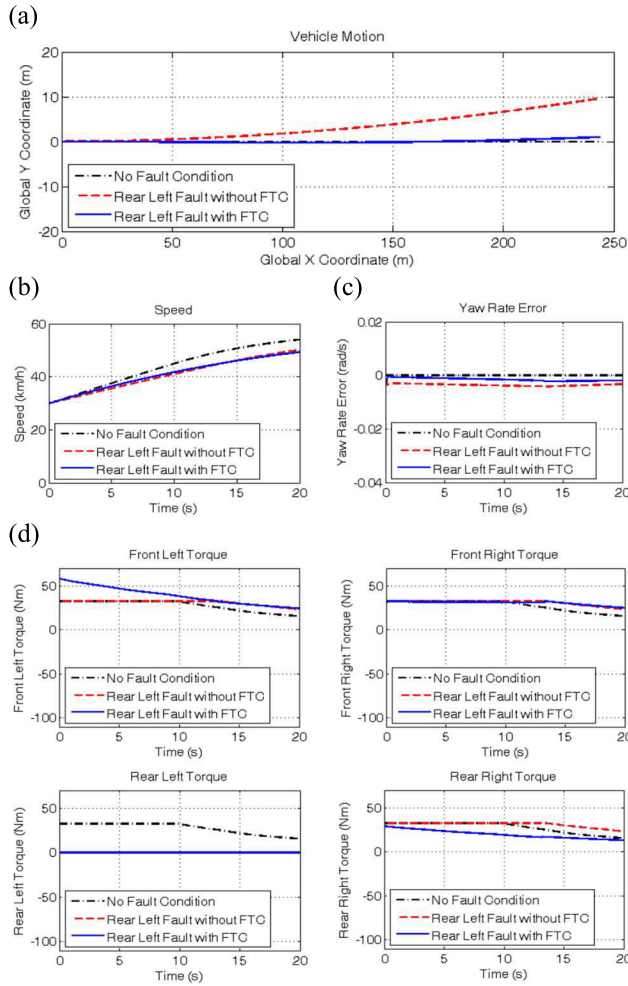 (a)
Vehicle Motion
20
10
0
-10
-20
Global Y Coordinate (m)
No Fault Condition
Rear Left Fault without FTC
Rear Left Fault with FTC
0 50 100 150 200 250
Global X Coordinate (m)
(b)
Speed
60
40
20
0
Speed (km/h)
No Fault Condition
Rear Left Fault without FTC
Rear Left Fault with FTC
0 5 10 15 20
Time (s)
(c)
Yaw Rate Error
0.02
0
-0.02
-0.04
Yaw Rate Error (rad/s)
No Fault Condition
Rear Left Fault without FTC
Rear Left Fault with FTC
0 5 10 15 20
Time (s)
(d)
Front Left Torque
50
0
-50
-100
Front Left Torque (Nm)
No Fault Condition
Rear Left Fault without FTC
Rear Left Fault with FTC
0 5 10 15 20
Time (s)
Front Right Torque
50
0
-50
-100
Front Right Torque (Nm)
No Fault Condition
Rear Left Fault without FTC
Rear Left Fault with FTC
0 5 10 15 20
Time (s)
Rear Left Torque
50
0
-50
-100
Rear Left Torque (Nm)
No Fault Condition
Rear Left Fault without FTC
Rear Left Fault with FTC
0 5 10 15 20
Time (s)
Rear Right Torque
50
0
-50
-100
Rear Right Torque (Nm)
No Fault Condition
Rear Left Fault without FTC
Rear Left Fault with FTC
0 5 10 15 20
Time (s)